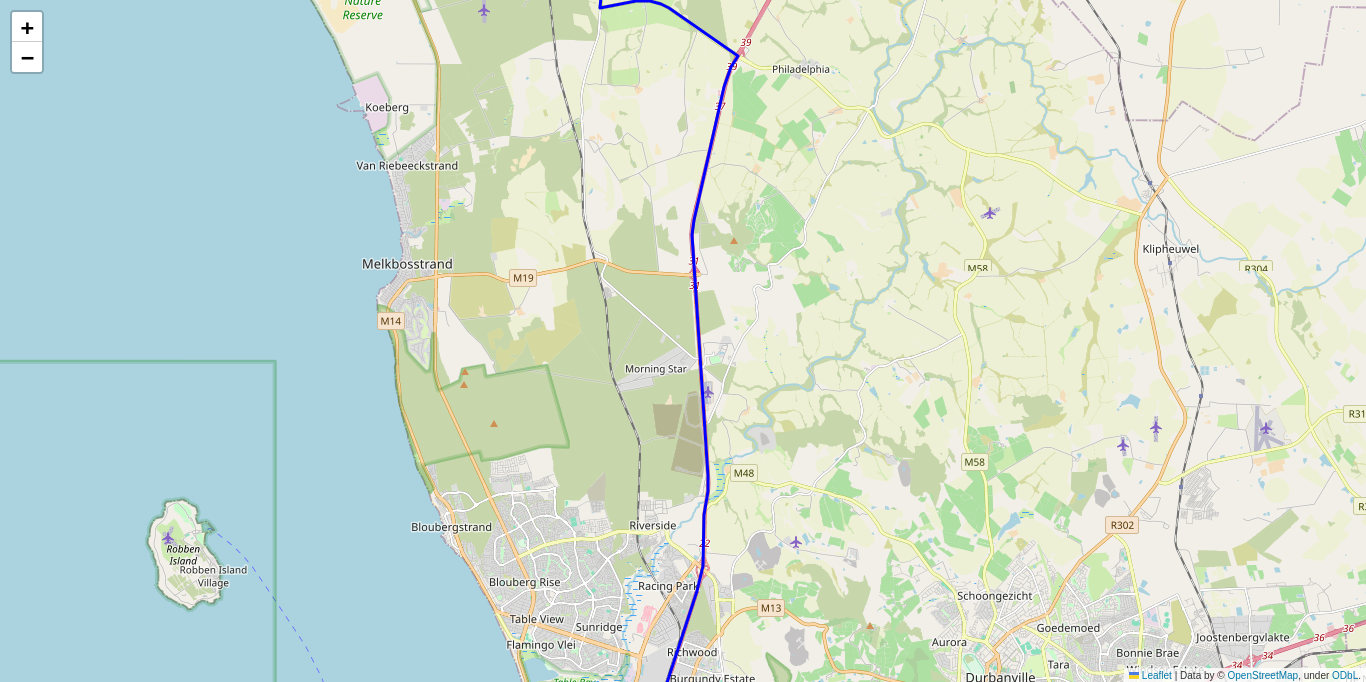 +
−
Nature
Reserve
39
39
Philadelphia
37
Koeberg
Van Riebeeckstrand
Klipheuwel
Melkbosstrand
31
M58
R304
M19
31
M14
Morning Star
R31
M58
M48
Bloubergstrand
Riverside
R302
Robben
Island
22
Robben Island
Village
Blouberg Rise
Racing Park
Schoongezicht
M13
Table View
Sunridge
Goedemoed
36
36
Joostenbergvlakte
Flamingo Vlei
Aurora
Richwood
Bonnie Brae
34
34
Tara
Burgundy Estate
Durbanville
Leaflet | Data by © OpenStreetMap, under ODbL.